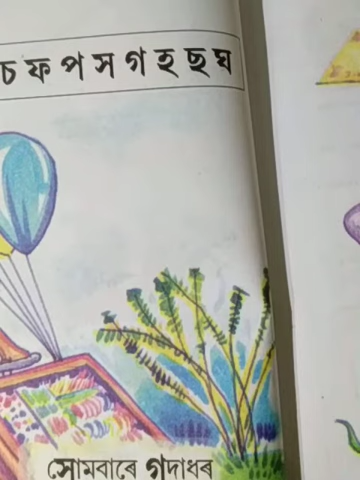 চ ফ প স গ হ ছ ঘ
সোমবাৰে গদাধৰ